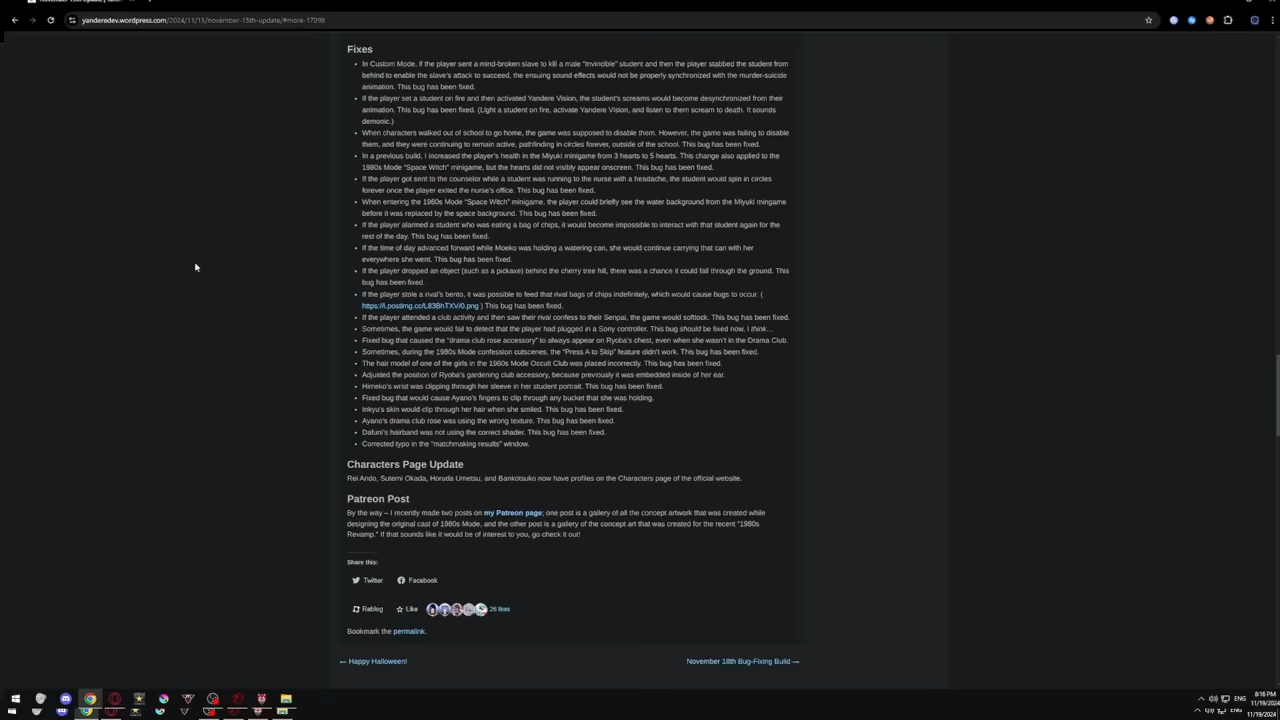 yanderedev.wordpress.com/2024/11/15/november-15th-update/#more-17098
Fixes
In Custom Mode, if the player sent a mind-broken slave to kill a male "Invincible" student and then the player stabbed the student from
behind to enable the slave's attack to succeed, the ensuing sound effects would not be properly synchronized with the murder-suicide
animation. This bug has been fixed.
If the player set a student on fire and then activated Yandere Vision, the student's screams would become desynchronized from their
animation. This bug has been fixed. (Light a student on fire, activate Yandere Vision, and listen to them scream to death. It sounds
demonic.)
When characters walked out of school to go home, the game was supposed to disable them. However, the game was failing to disable
them, and they were continuing to remain active, pathfinding in circles forever, outside of the school. This bug has been fixed.
In a previous build, I increased the player's health in the Miyuki minigame from 3 hearts to 5 hearts. This change also applied to the
1980s Mode "Space Witch" minigame, but the hearts did not visibly appear onscreen. This bug has been fixed.
If the player got sent to the counselor while a student was running to the nurse with a headache, the student would spin in circles
forever once the player exited the nurse's office. This bug has been fixed.
When entering the 1980s Mode "Space Witch" minigame, the player could briefly see the water background from the Miyuki mingame
before it was replaced by the space background. This bug has been fixed.
If the player alarmed a student who was eating a bag of chips, it would become impossible to interact with that student again for the
rest of the day. This bug has been fixed.
If the time of day advanced forward while Moeko was holding a watering can, she would continue carrying that can with her
everywhere she went. This bug has been fixed.
If the player dropped an object (such as a pickaxe) behind the cherry tree hill, there was a chance it could fall through the ground. This
bug has been fixed.
If the player stole a rival's bento, it was possible to feed that rival bags of chips indefinitely, which would cause bugs to occur. (
https://i.postimg.cc/L83BhTXV/0.png ) This bug has been fixed.
If the player attended a club activity and then saw their rival confess to their Senpai, the game would softlock. This bug has been fixed.
Sometimes, the game would fail to detect that the player had plugged in a Sony controller. This bug should be fixed now, I think…
Fixed bug that caused the "drama club rose accessory" to always appear on Ryoba's chest, even when she wasn't in the Drama Club.
Sometimes, during the 1980s Mode confession cutscenes, the "Press A to Skip" feature didn't work. This bug has been fixed.
The hair model of one of the girls in the 1980s Mode Occult Club was placed incorrectly. This bug has been fixed.
Adjusted the position of Ryoba's gardening club accessory, because previously it was embedded inside of her ear.
Himeko's wrist was clipping through her sleeve in her student portrait. This bug has been fixed.
Fixed bug that would cause Ayano's fingers to clip through any bucket that she was holding.
Inkyu's skin would clip through her hair when she smiled. This bug has been fixed.
Ayano's drama club rose was using the wrong texture. This bug has been fixed.
Dafuni's hairband was not using the correct shader. This bug has been fixed.
Corrected typo in the "matchmaking results" window.
Characters Page Update
Rei Ando, Sutemi Okada, Horuda Umetsu, and Bankotsuko now have profiles on the Characters page of the official website.
Patreon Post
By the way – I recently made two posts on my Patreon page; one post is a gallery of all the concept artwork that was created while
designing the original cast of 1980s Mode, and the other post is a gallery of the concept art that was created for the recent "1980s
Revamp." If that sounds like it would be of interest to you, go check it out!
Share this:
Twitter Facebook
Reblog Like 26 likes
Bookmark the permalink.
← Happy Halloween! November 18th Bug-Fixing Build →
ENG 8:16 PM
11/19/2024
ENG 11/19/2024